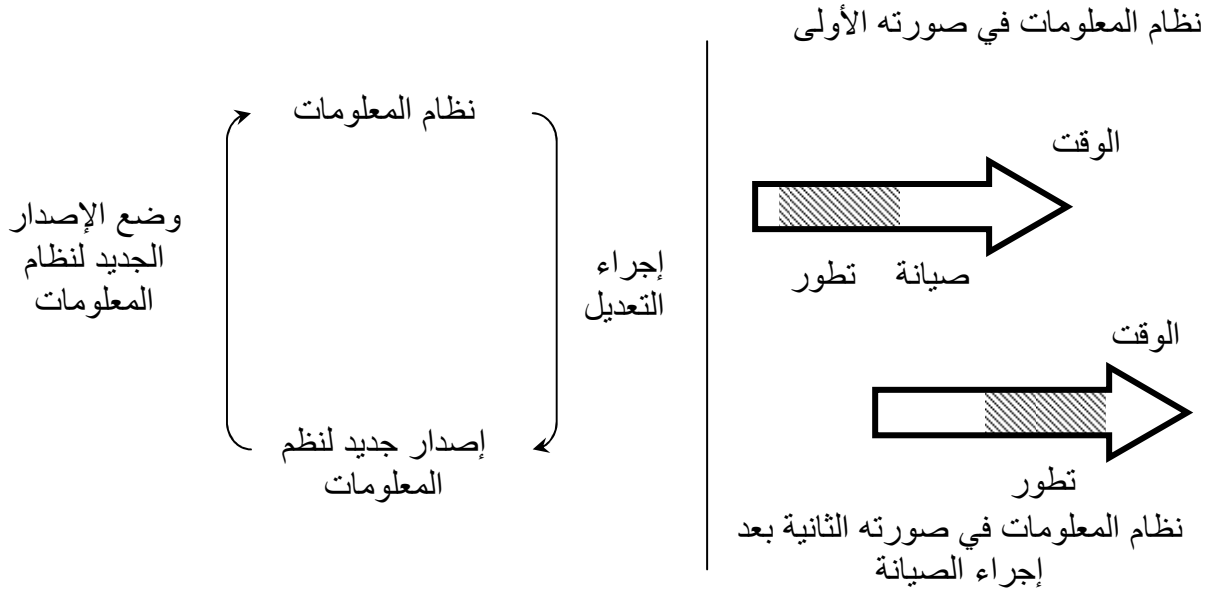 نظام المعلومات في صورته الأولى
الوقت
تطور
صيانة
الوقت
تطور
نظام المعلومات في صورته الثانية بعد
إجراء الصيانة
نظام المعلومات
إجراء
التعديل
إصدار جديد لنظم
المعلومات
وضع الإصدار
الجديد لنظام
المعلومات